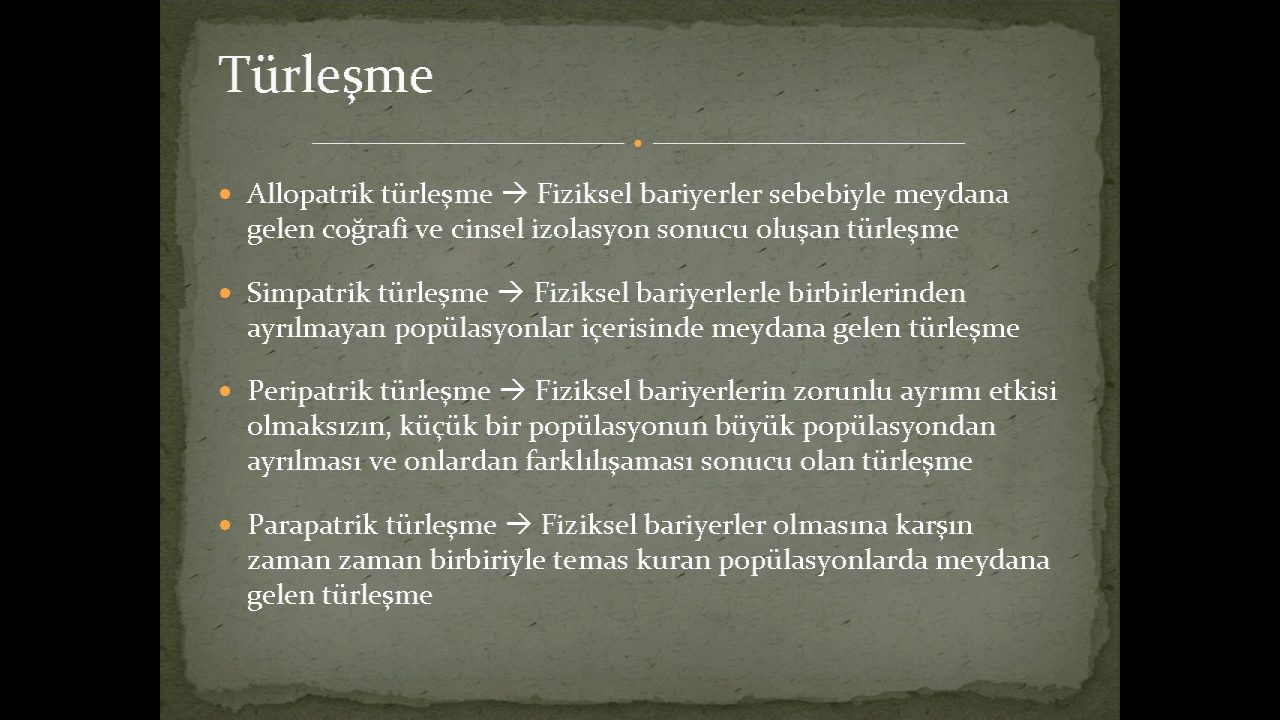 Türleşme
Allopatrik türleşme → Fiziksel bariyerler sebebiyle meydana
gelen coğrafi ve cinsel izolasyon sonucu oluşan türleşme
Simpatrik türleşme → Fiziksel bariyerlerle birbirlerinden
ayrılmayan popülasyonlar içerisinde meydana gelen türleşme
Peripatrik türleşme → Fiziksel bariyerlerin zorunlu ayrımı etkisi
olmaksızın, küçük bir popülasyonun büyük popülasyondan
ayrılması ve onlardan farklılışaması sonucu olan türleşme
Parapatrik türleşme → Fiziksel bariyerler olmasına karşın
zaman zaman birbiriyle temas kuran popülasyonlarda meydana
gelen türleşme